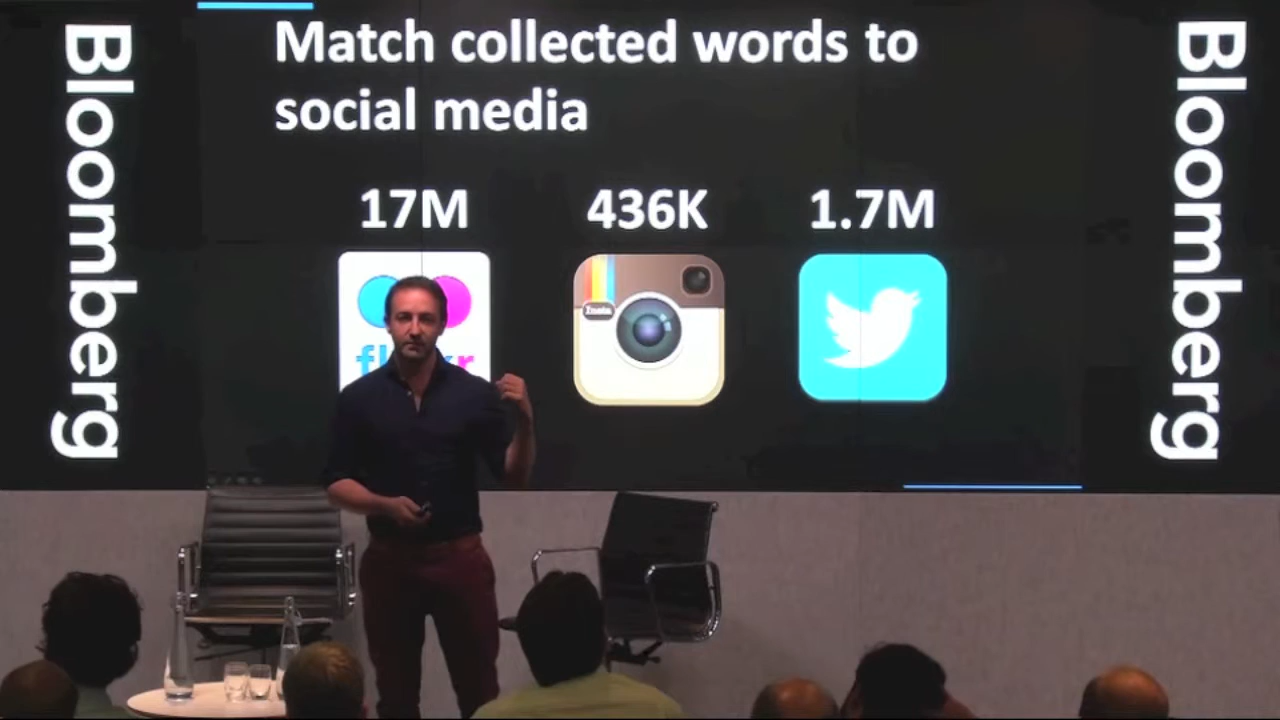 Bloomberg
Match collected words to
social media
17M
436K
1.7M
Insta
Bloomberg